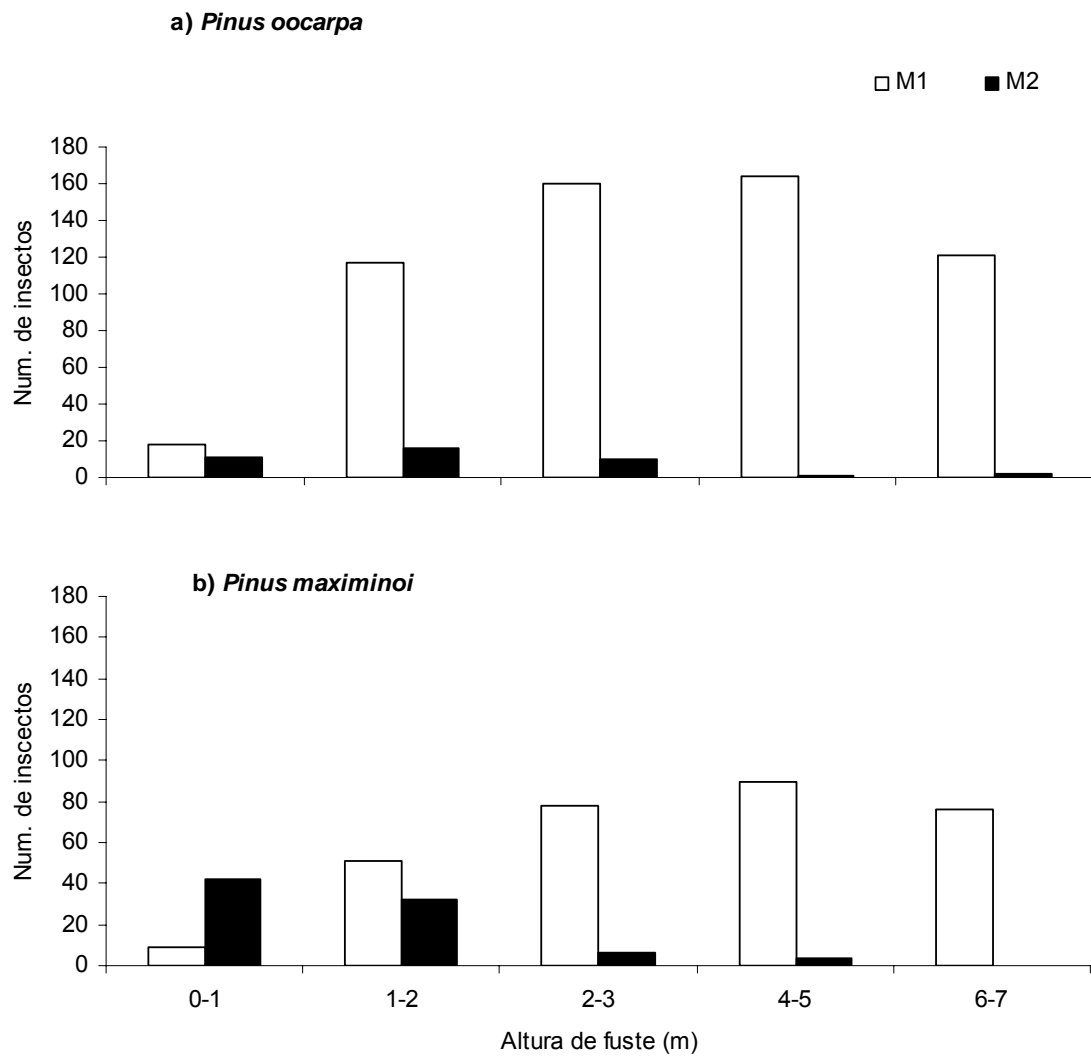 a) Pinus oocarpa
M1 M2
180
160
140
120
100
80
60
40
20
0
Num. de insectos
b) Pinus maximinoi
180
160
140
120
100
80
60
40
20
0
Num. de inscectos
0-1 1-2 2-3 4-5 6-7
Altura de fuste (m)